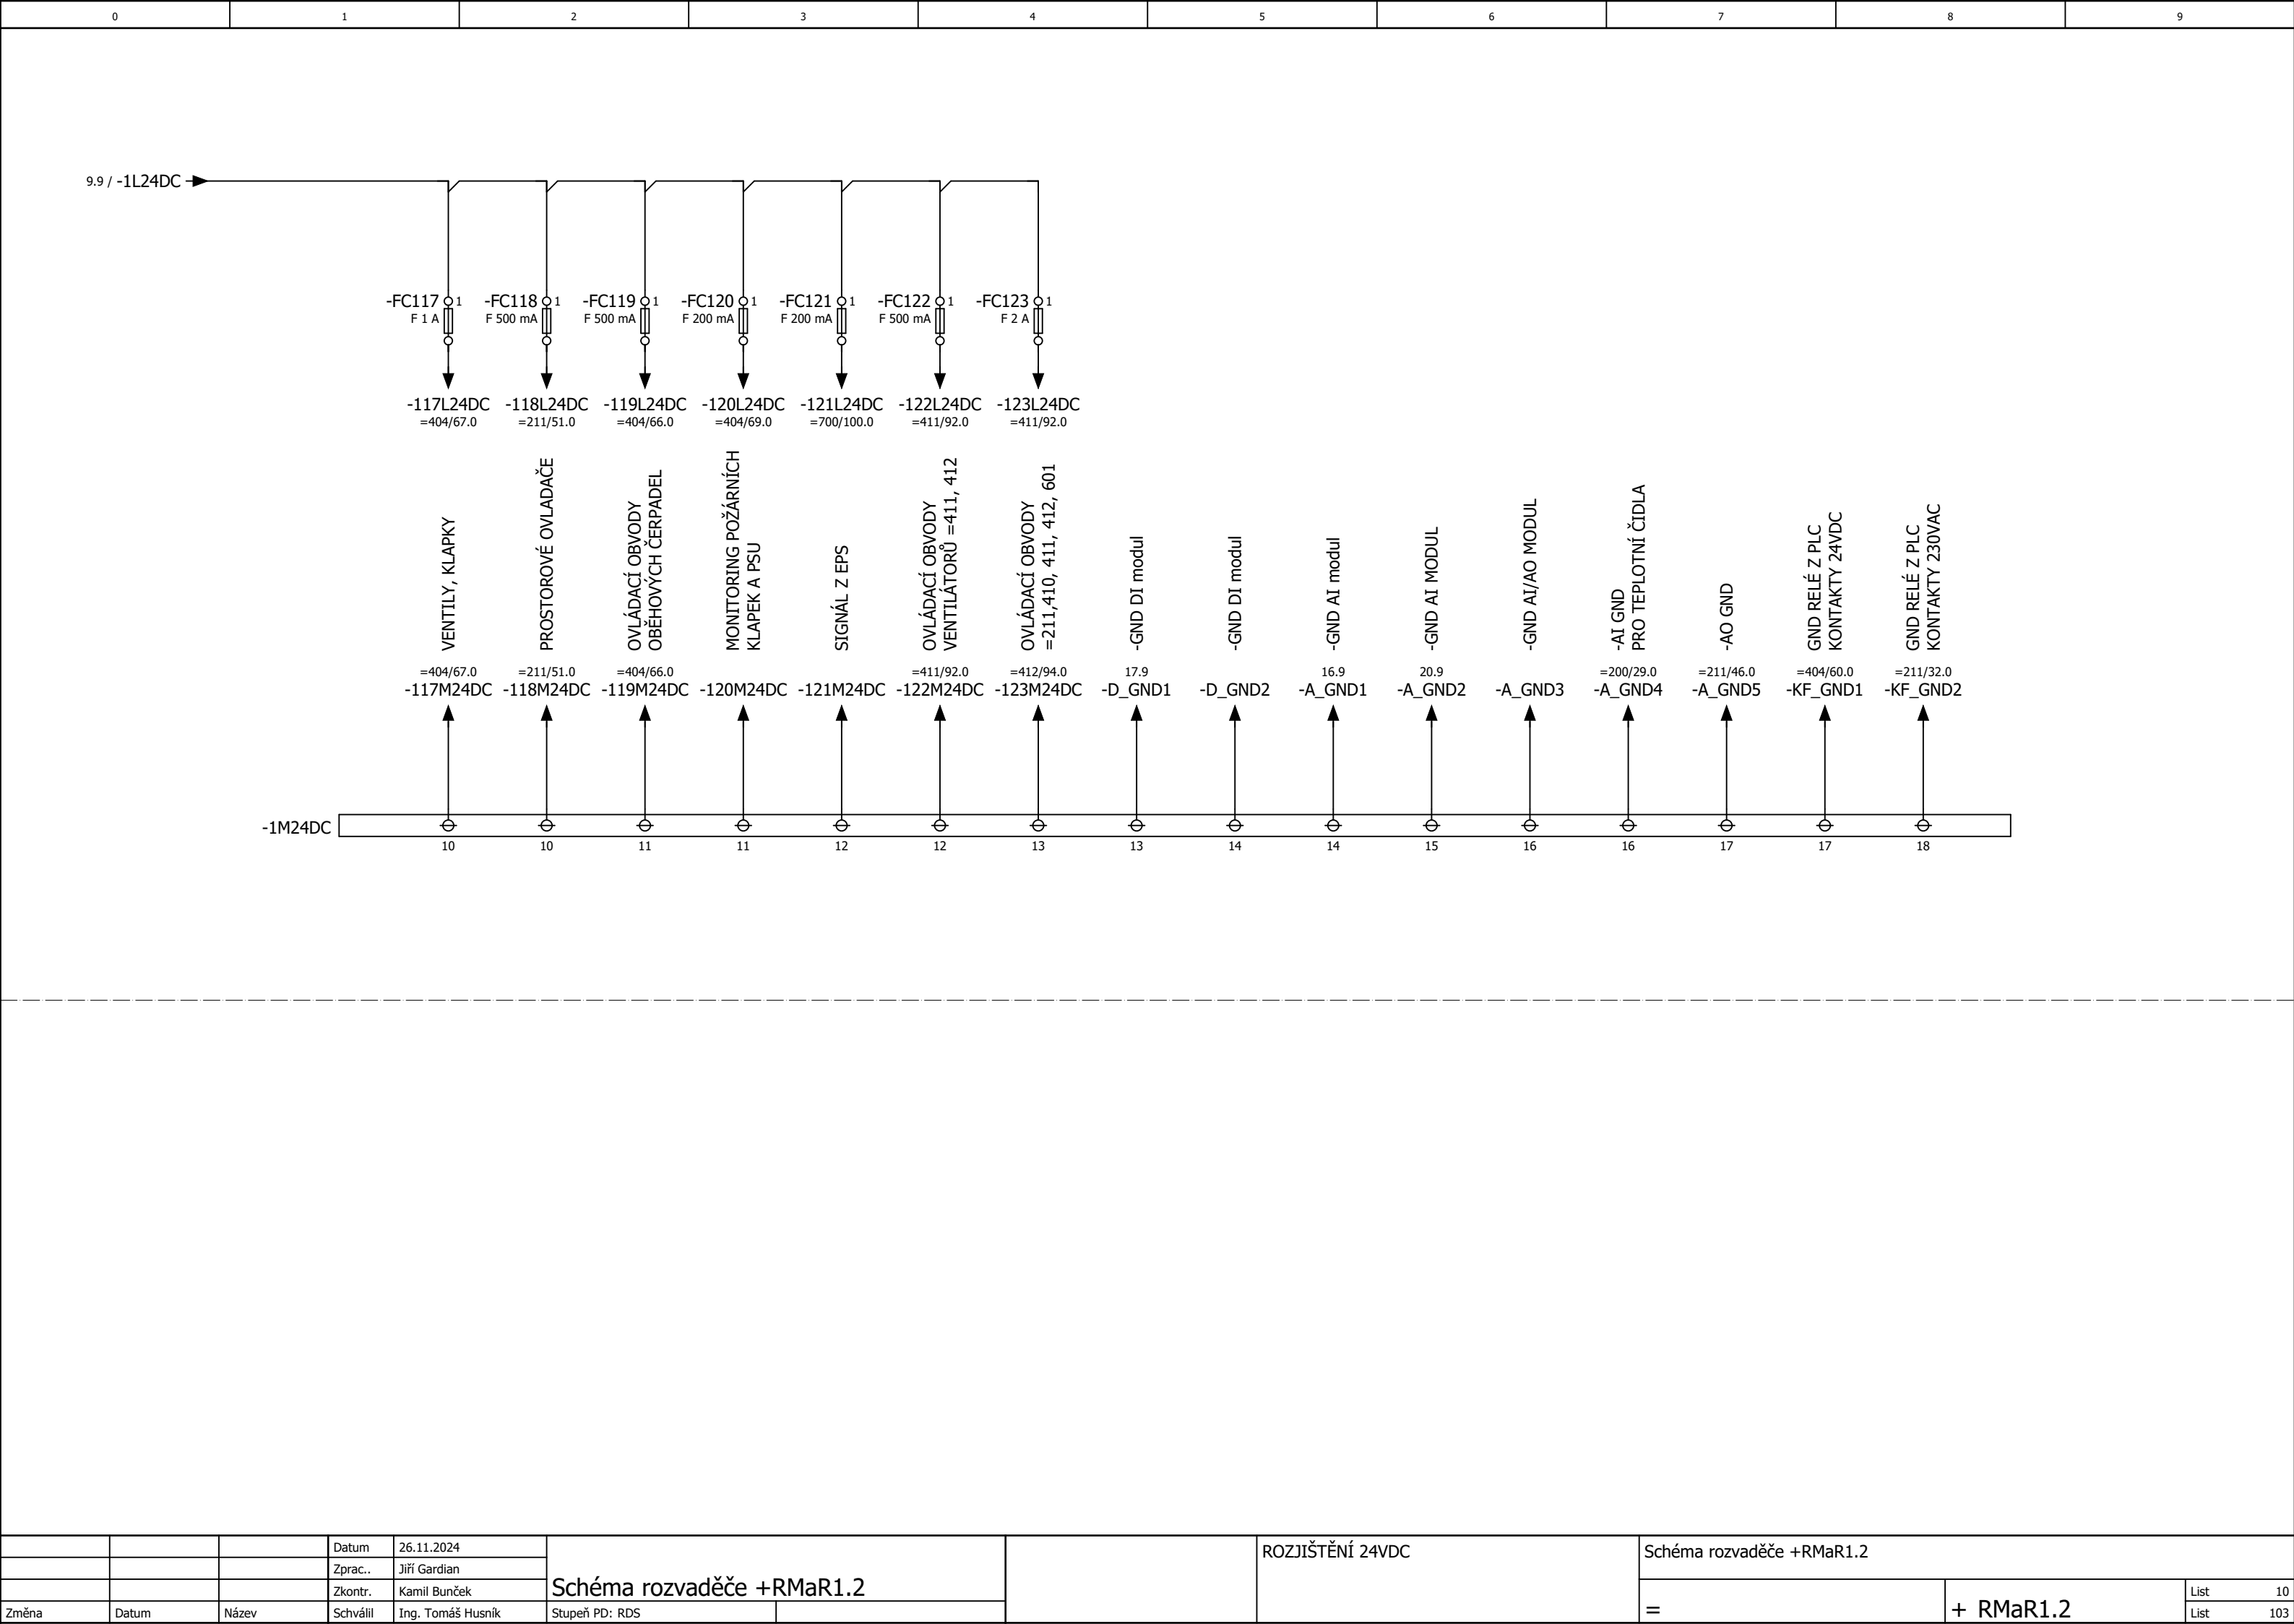 0 1 2 3 4 5 6 7 8 9
9.9 / -1L24DC
-FC117 1 -FC118 1 -FC119 1 -FC120 1 -FC121 1 -FC122 1 -FC123 1
F 1 A F 500 mA F 500 mA F 200 mA F 200 mA F 500 mA F 2 A
-117L24DC -118L24DC -119L24DC -120L24DC -121L24DC -122L24DC -123L24DC
=404/67.0 =211/51.0 =404/66.0 =404/69.0 =700/100.0 =411/92.0 =411/92.0
VENTILY, KLAPKY
PROSTOROVÉ OVLADAČE
OVLÁDACÍ OBVODY
OBĚHOVÝCH ČERPADEL
MONITORING POŽÁRNÍCH
KLAPEK A PSU
SIGNÁL Z EPS
OVLÁDACÍ OBVODY
VENTILÁTORŮ =411, 412
OVLÁDACÍ OBVODY
=211,410, 411, 412, 601
-GND DI modul
-GND DI modul
-GND AI modul
-GND AI MODUL
-GND AI/AO MODUL
-AI GND
PRO TEPLOTNÍ ČIDLA
-AO GND
GND RELÉ Z PLC
KONTAKTY 24VDC
GND RELÉ Z PLC
KONTAKTY 230VAC
=404/67.0 =211/51.0 =404/66.0 =411/92.0 =412/94.0 17.9 16.9 20.9 =200/29.0 =211/46.0 =404/60.0 =211/32.0
-117M24DC -118M24DC -119M24DC -120M24DC -121M24DC -122M24DC -123M24DC -D_GND1 -D_GND2 -A_GND1 -A_GND2 -A_GND3 -A_GND4 -A_GND5 -KF_GND1 -KF_GND2
-1M24DC
10 10 11 11 12 12 13 13 14 14 15 16 16 17 17 18
Datum 26.11.2024
Zprac.. Jiří Gardian
Zkontr. Kamil Bunček
Změna Datum Název Schválil Ing. Tomáš Husník
Schéma rozvaděče +RMaR1.2
Stupeň PD: RDS
ROZJIŠTĚNÍ 24VDC
Schéma rozvaděče +RMaR1.2
= + RMaR1.2
List 10
List 103